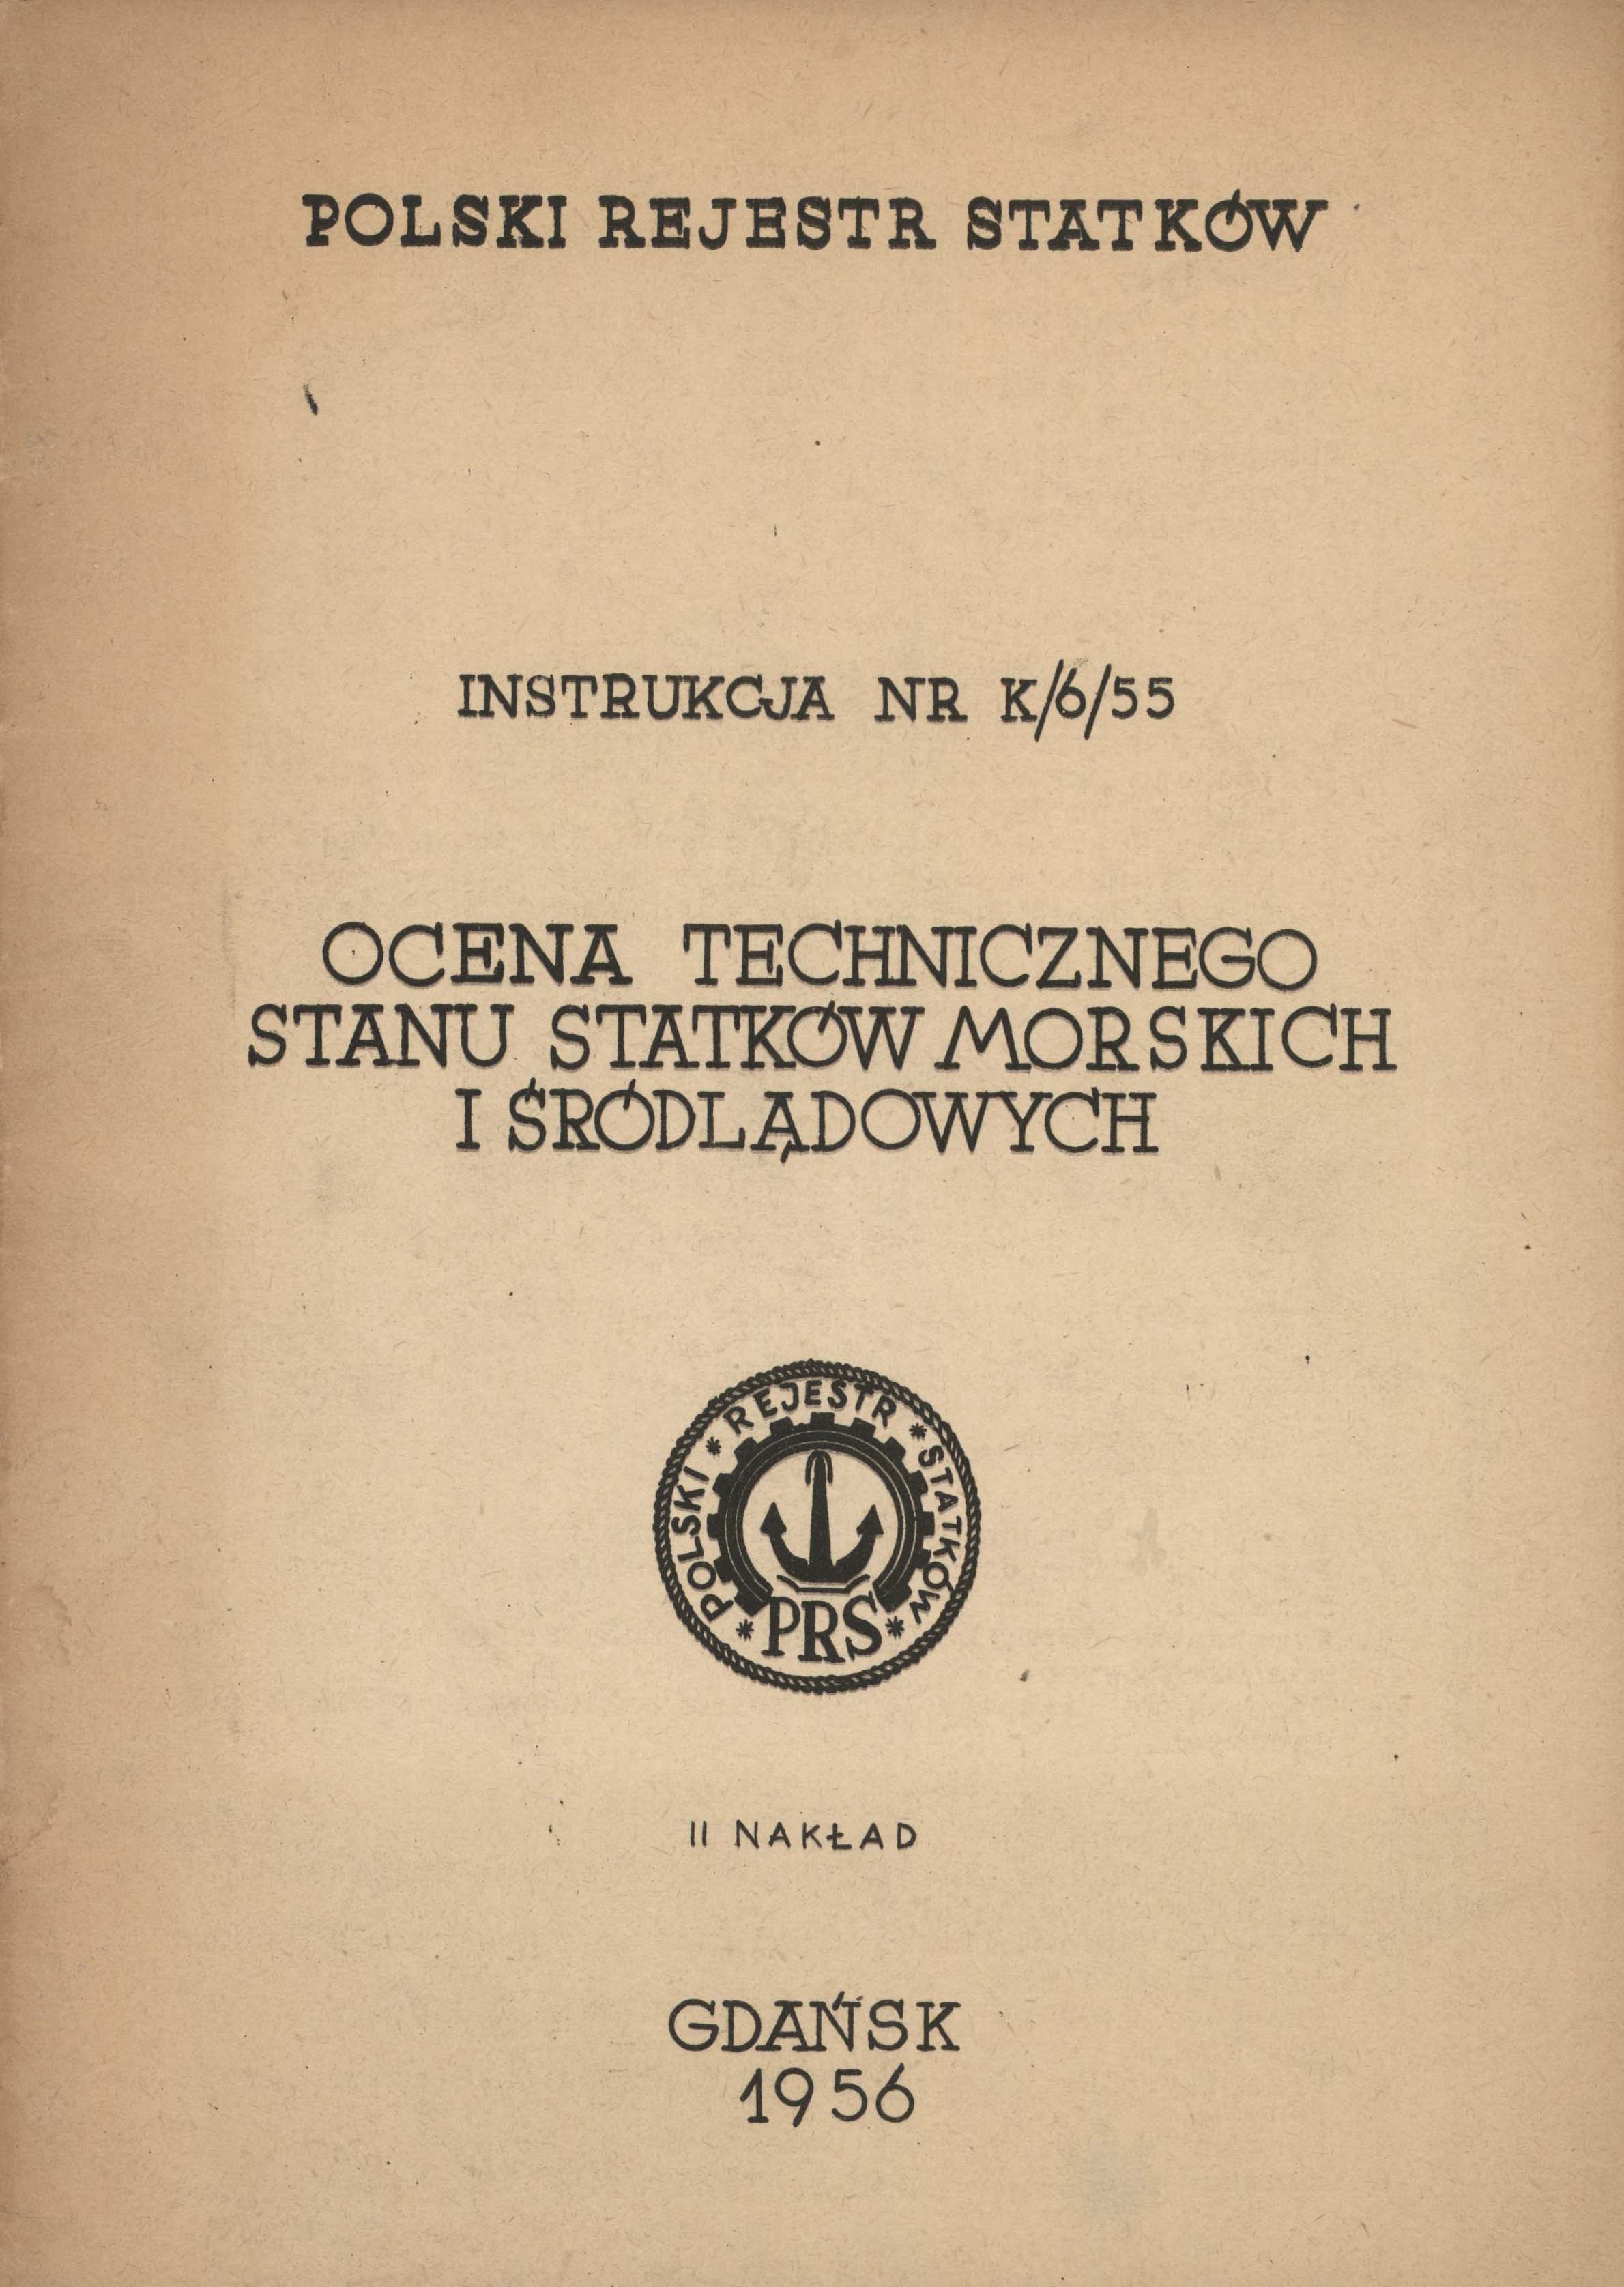 POLSKI REJESTR STATKÓW
INSTRUKCJA NR K/6/55
OCENA TECHNICZNEGO
STANU STATKÓW MORSKICH
I ŚRÓDLĄDOWYCH
POLSKI * REJESTR * STATKÓW
* PRS *
II NAKŁAD
GDAŃSK
1956